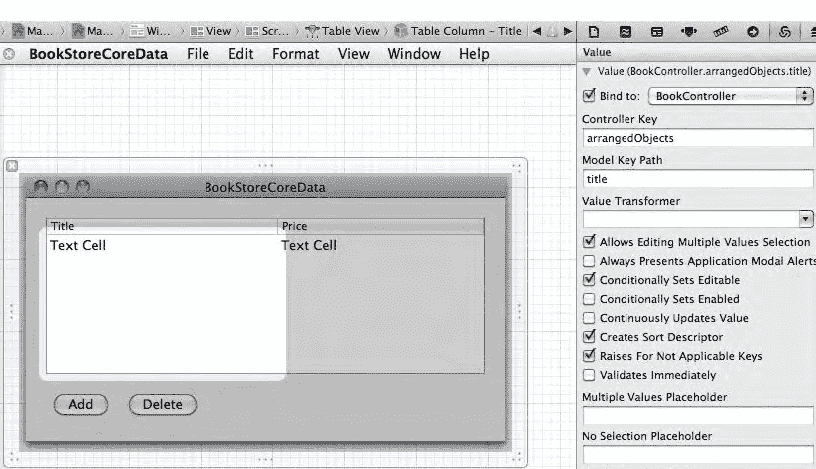 Ma... Ma... Wi... View Scr... Table View Table Column - Title
BookStoreCoreData File Edit Format View Window Help
BookStoreCoreData
Title Price
Text Cell Text Cell
Add Delete
Value
Value (BookController.arrangedObjects.title)
Bind to: BookController
Controller Key
arrangedObjects
Model Key Path
title
Value Transformer
Allows Editing Multiple Values Selection
Always Presents Application Modal Alerts
Conditionally Sets Editable
Conditionally Sets Enabled
Continuously Updates Value
Creates Sort Descriptor
Raises For Not Applicable Keys
Validates Immediately
Multiple Values Placeholder
No Selection Placeholder